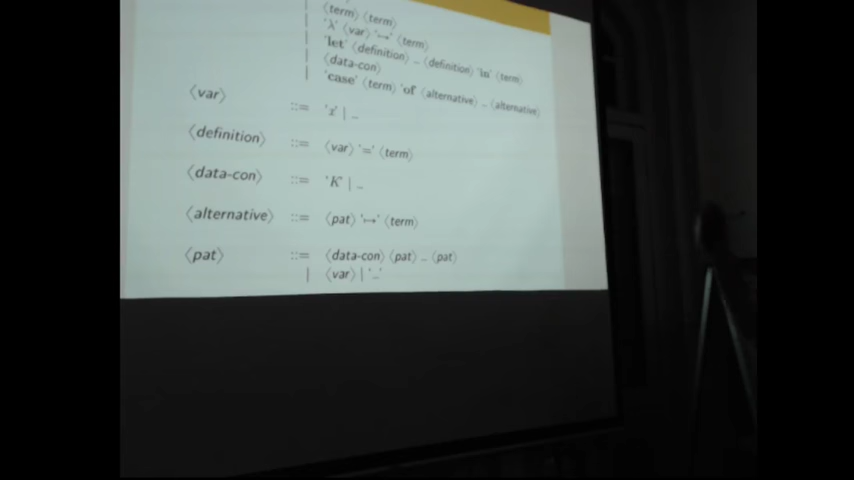 | ⟨term⟩ ⟨term⟩
| 'λ' ⟨var⟩ '↦' ⟨term⟩
| 'let' ⟨definition⟩ … ⟨definition⟩ 'in' ⟨term⟩
| ⟨data-con⟩
| 'case' ⟨term⟩ 'of' ⟨alternative⟩ … ⟨alternative⟩
⟨var⟩ ::= 'x' | …
⟨definition⟩ ::= ⟨var⟩ '=' ⟨term⟩
⟨data-con⟩ ::= 'K' | …
⟨alternative⟩ ::= ⟨pat⟩ '↦' ⟨term⟩
⟨pat⟩ ::= ⟨data-con⟩ ⟨pat⟩ … ⟨pat⟩
| ⟨var⟩ | '_'